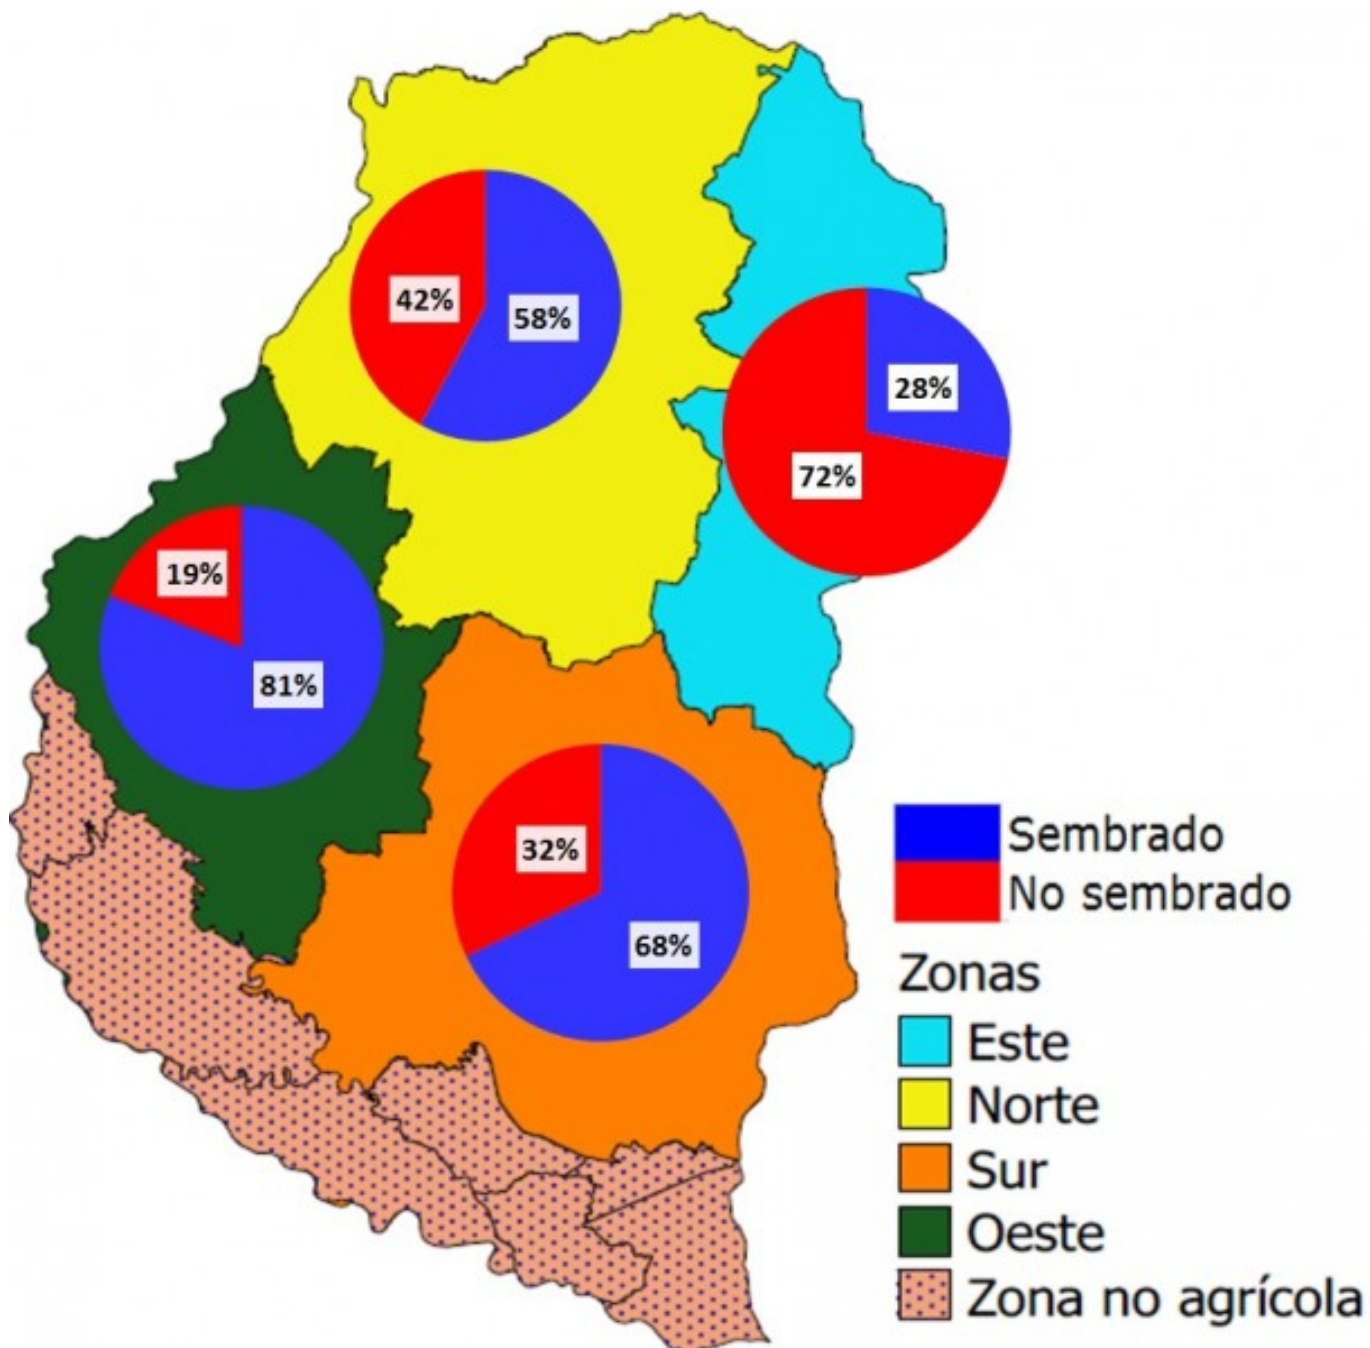 42%
58%
28%
72%
19%
81%
32%
68%
Sembrado
No sembrado
Zonas
Este
Norte
Sur
Oeste
Zona no agrícola